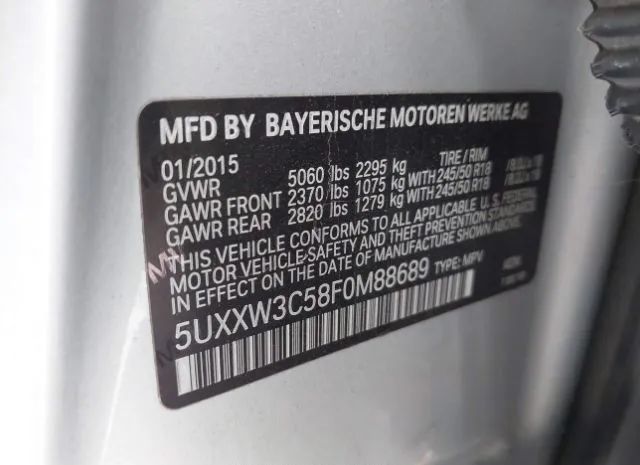 MFD BY BAYERISCHE MOTOREN WERKE AG
01/2015 TIRE / RIM
GVWR 5060 lbs 2295 kg
GAWR FRONT 2370 lbs 1075 kg WITH 245/50 R18
GAWR REAR 2820 lbs 1279 kg WITH 245/50 R18
THIS VEHICLE CONFORMS TO ALL APPLICABLE U.S. FEDERAL
MOTOR VEHICLE SAFETY AND THEFT PREVENTION STANDARDS
IN EFFECT ON THE DATE OF MANUFACTURE SHOWN ABOVE.
5UXXW3C58F0M88689 TYPE: MPV